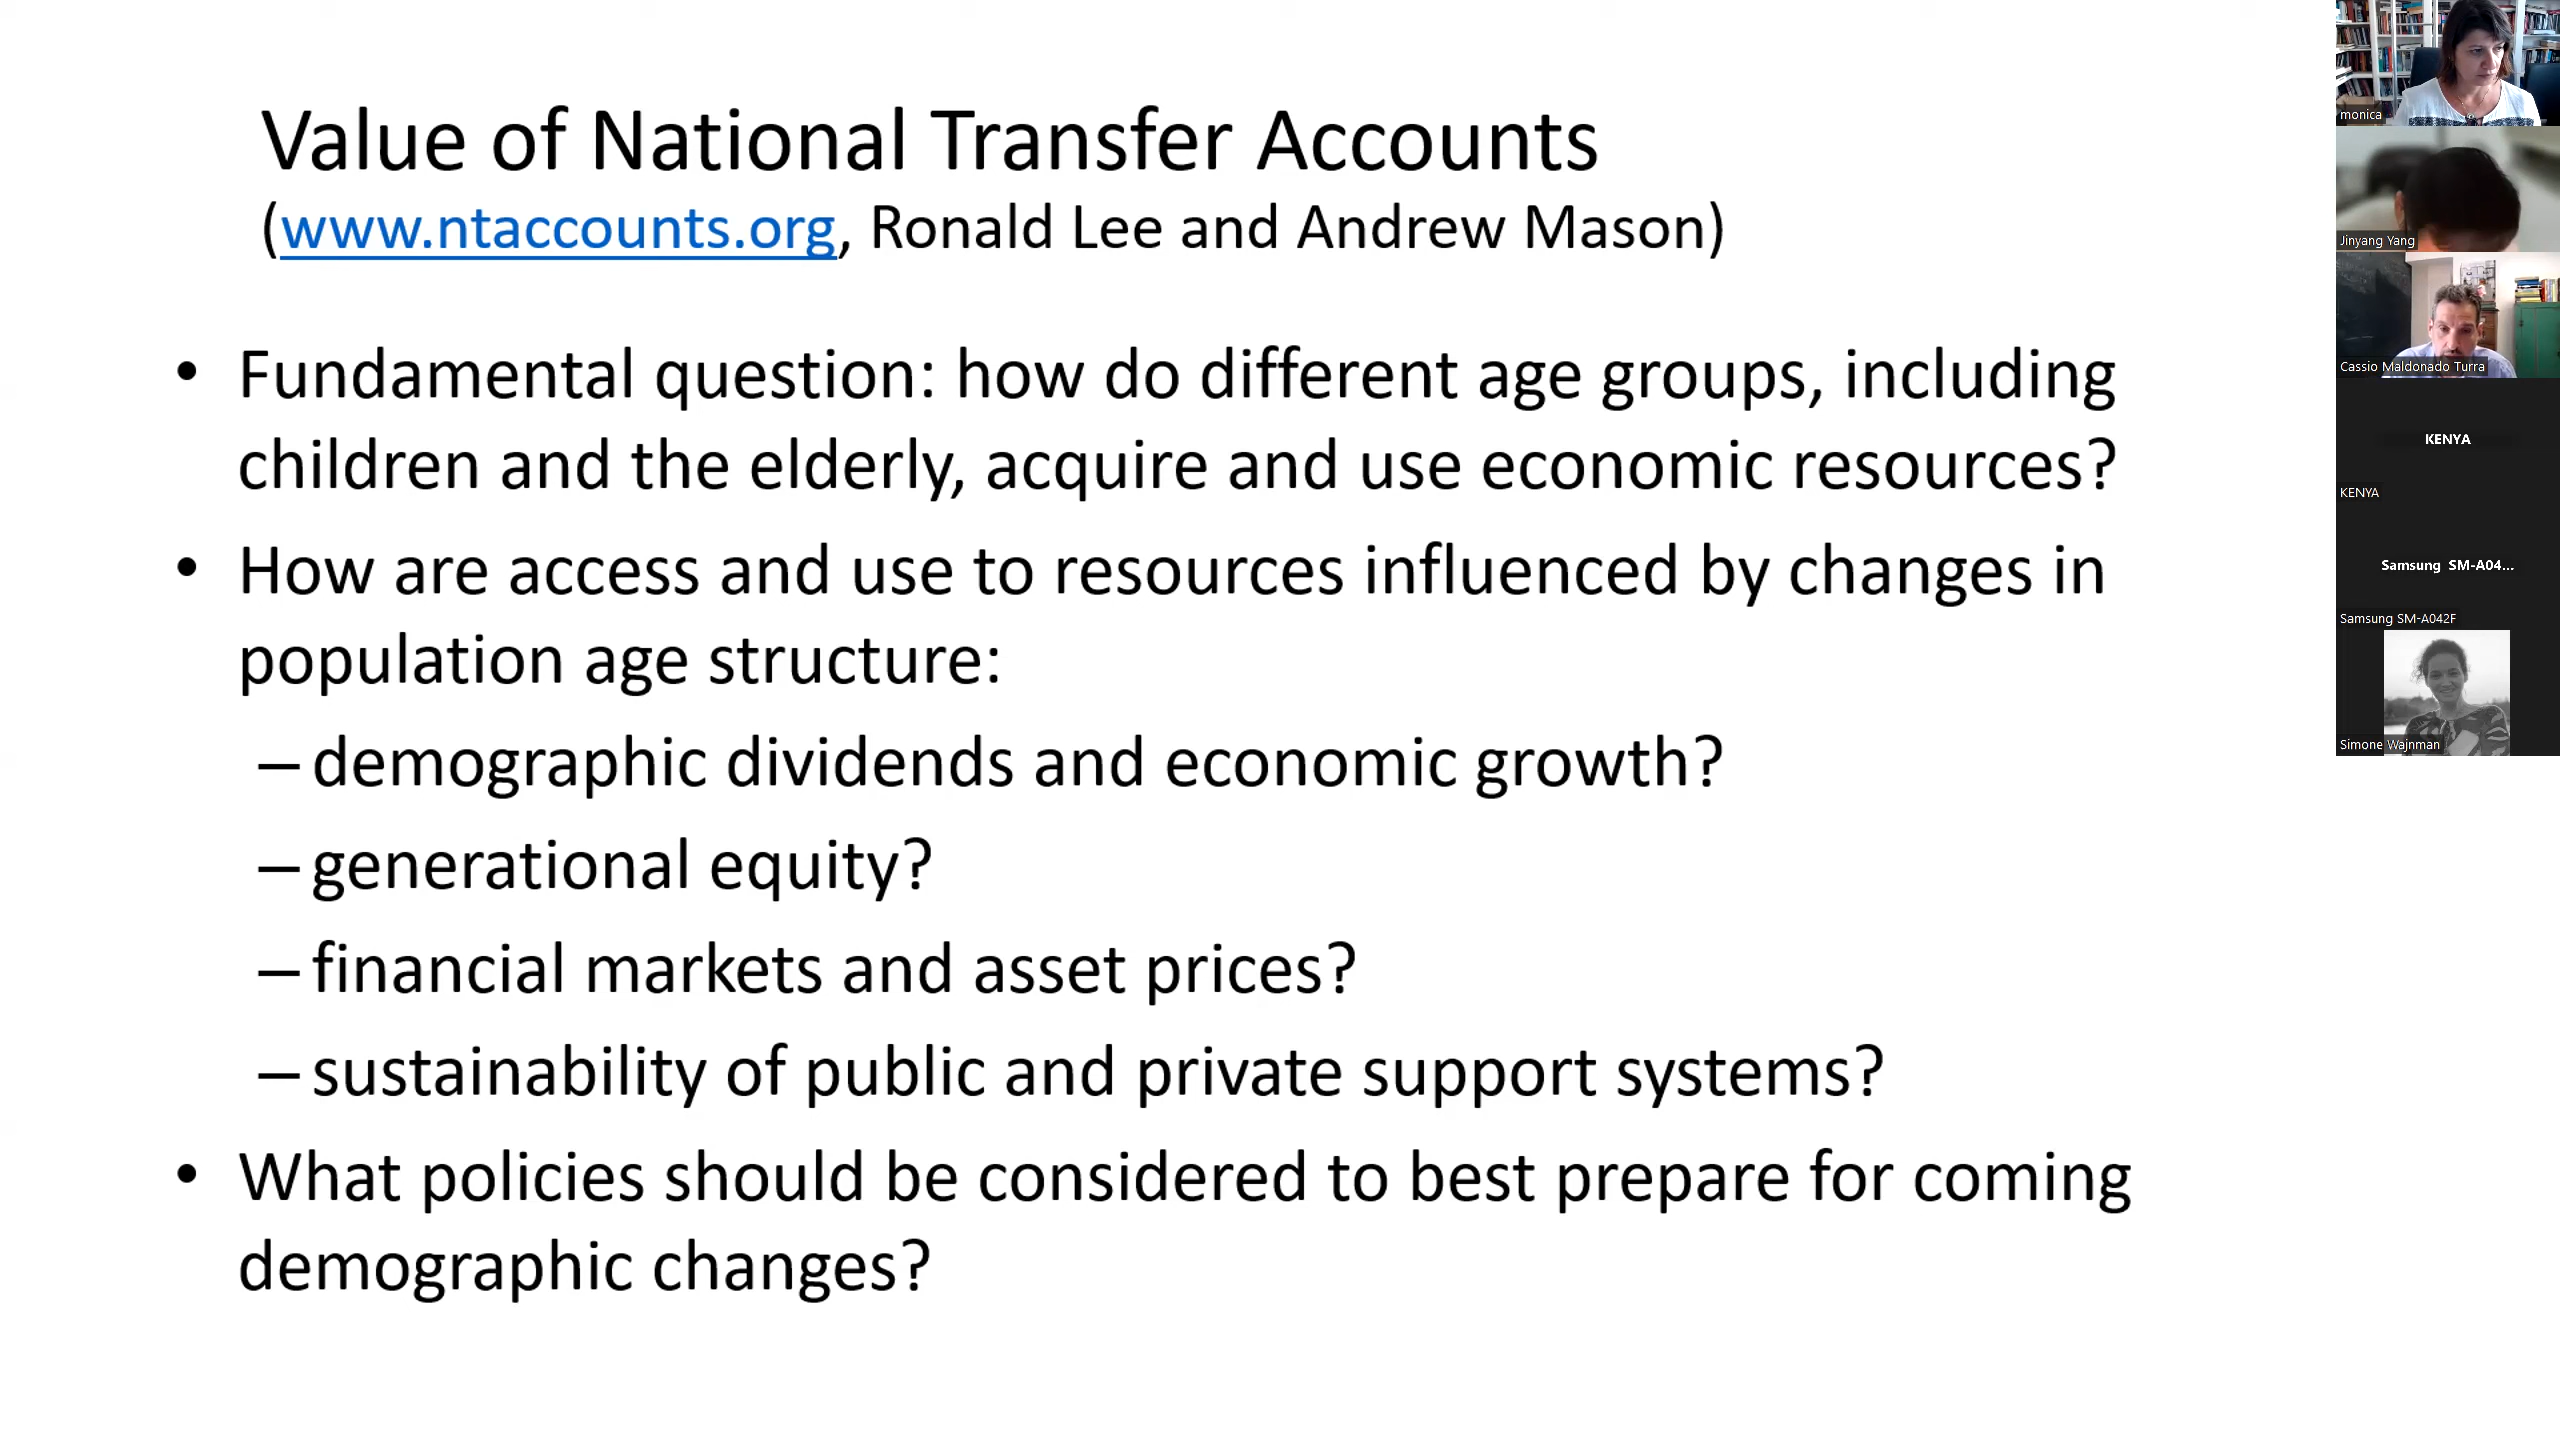 Value of National Transfer Accounts
(www.ntaccounts.org, Ronald Lee and Andrew Mason)
• Fundamental question: how do different age groups, including
children and the elderly, acquire and use economic resources?
• How are access and use to resources influenced by changes in
population age structure:
– demographic dividends and economic growth?
– generational equity?
– financial markets and asset prices?
– sustainability of public and private support systems?
• What policies should be considered to best prepare for coming
demographic changes?
monica
Jinyang Yang
Cassio Maldonado Turra
KENYA
KENYA
Samsung SM-A04...
Samsung SM-A042F
Simone Wajnman